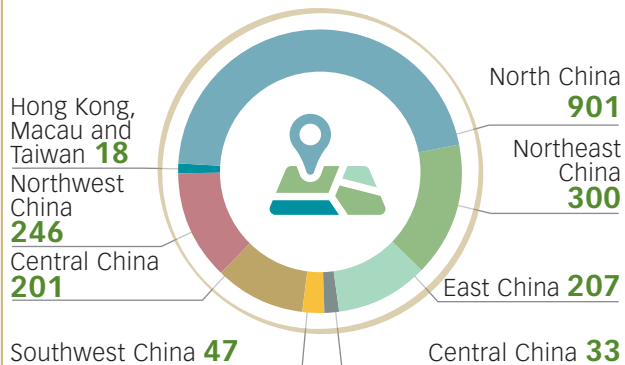 North China
901
Hong Kong,
Macau and
Taiwan 18
Northeast
China
300
Northwest
China
246
Central China
201
East China 207
Southwest China 47
Central China 33